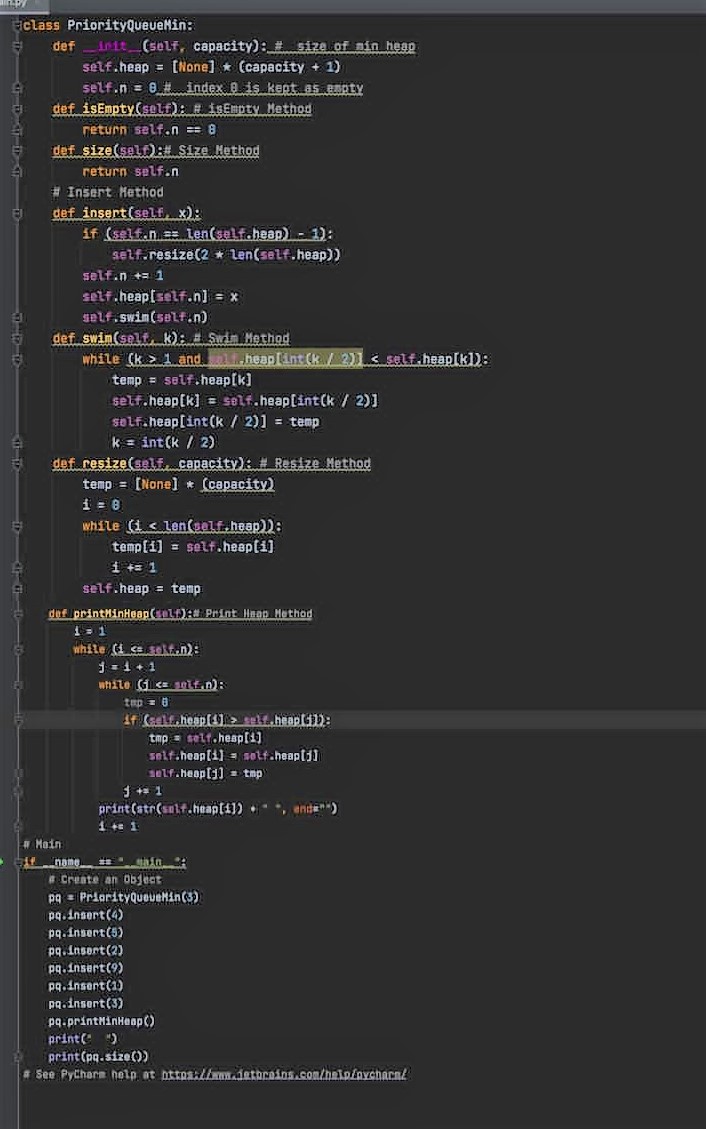 ain.py
class PriorityQueueMin:
    def __init__(self, capacity): #  size of min heap
        self.heap = [None] * (capacity + 1)
        self.n = 0 #  index 0 is kept as empty
    def isEmpty(self): # isEmpty Method
        return self.n == 0
    def size(self):# Size Method
        return self.n
    # Insert Method
    def insert(self, x):
        if (self.n == len(self.heap) - 1):
            self.resize(2 * len(self.heap))
        self.n += 1
        self.heap[self.n] = x
        self.swim(self.n)
    def swim(self, k): # Swim Method
        while (k > 1 and self.heap[int(k / 2)] < self.heap[k]):
            temp = self.heap[k]
            self.heap[k] = self.heap[int(k / 2)]
            self.heap[int(k / 2)] = temp
            k = int(k / 2)
    def resize(self, capacity): # Resize Method
        temp = [None] * (capacity)
        i = 0
        while (i < len(self.heap)):
            temp[i] = self.heap[i]
            i += 1
        self.heap = temp
    def printMinHeap(self):# Print Heap Method
        i = 1
        while (i <= self.n):
            j = i + 1
            while (j <= self.n):
                tmp = 0
                if (self.heap[i] > self.heap[j]):
                    tmp = self.heap[i]
                    self.heap[i] = self.heap[j]
                    self.heap[j] = tmp
                j += 1
            print(str(self.heap[i]) + " ", end="")
            i += 1
# Main
if __name__ == "__main__":
    # Create an Object
    pq = PriorityQueueMin(3)
    pq.insert(4)
    pq.insert(5)
    pq.insert(2)
    pq.insert(9)
    pq.insert(1)
    pq.insert(3)
    pq.printMinHeap()
    print("  ")
    print(pq.size())
# See PyCharm help at https://www.jetbrains.com/help/pycharm/